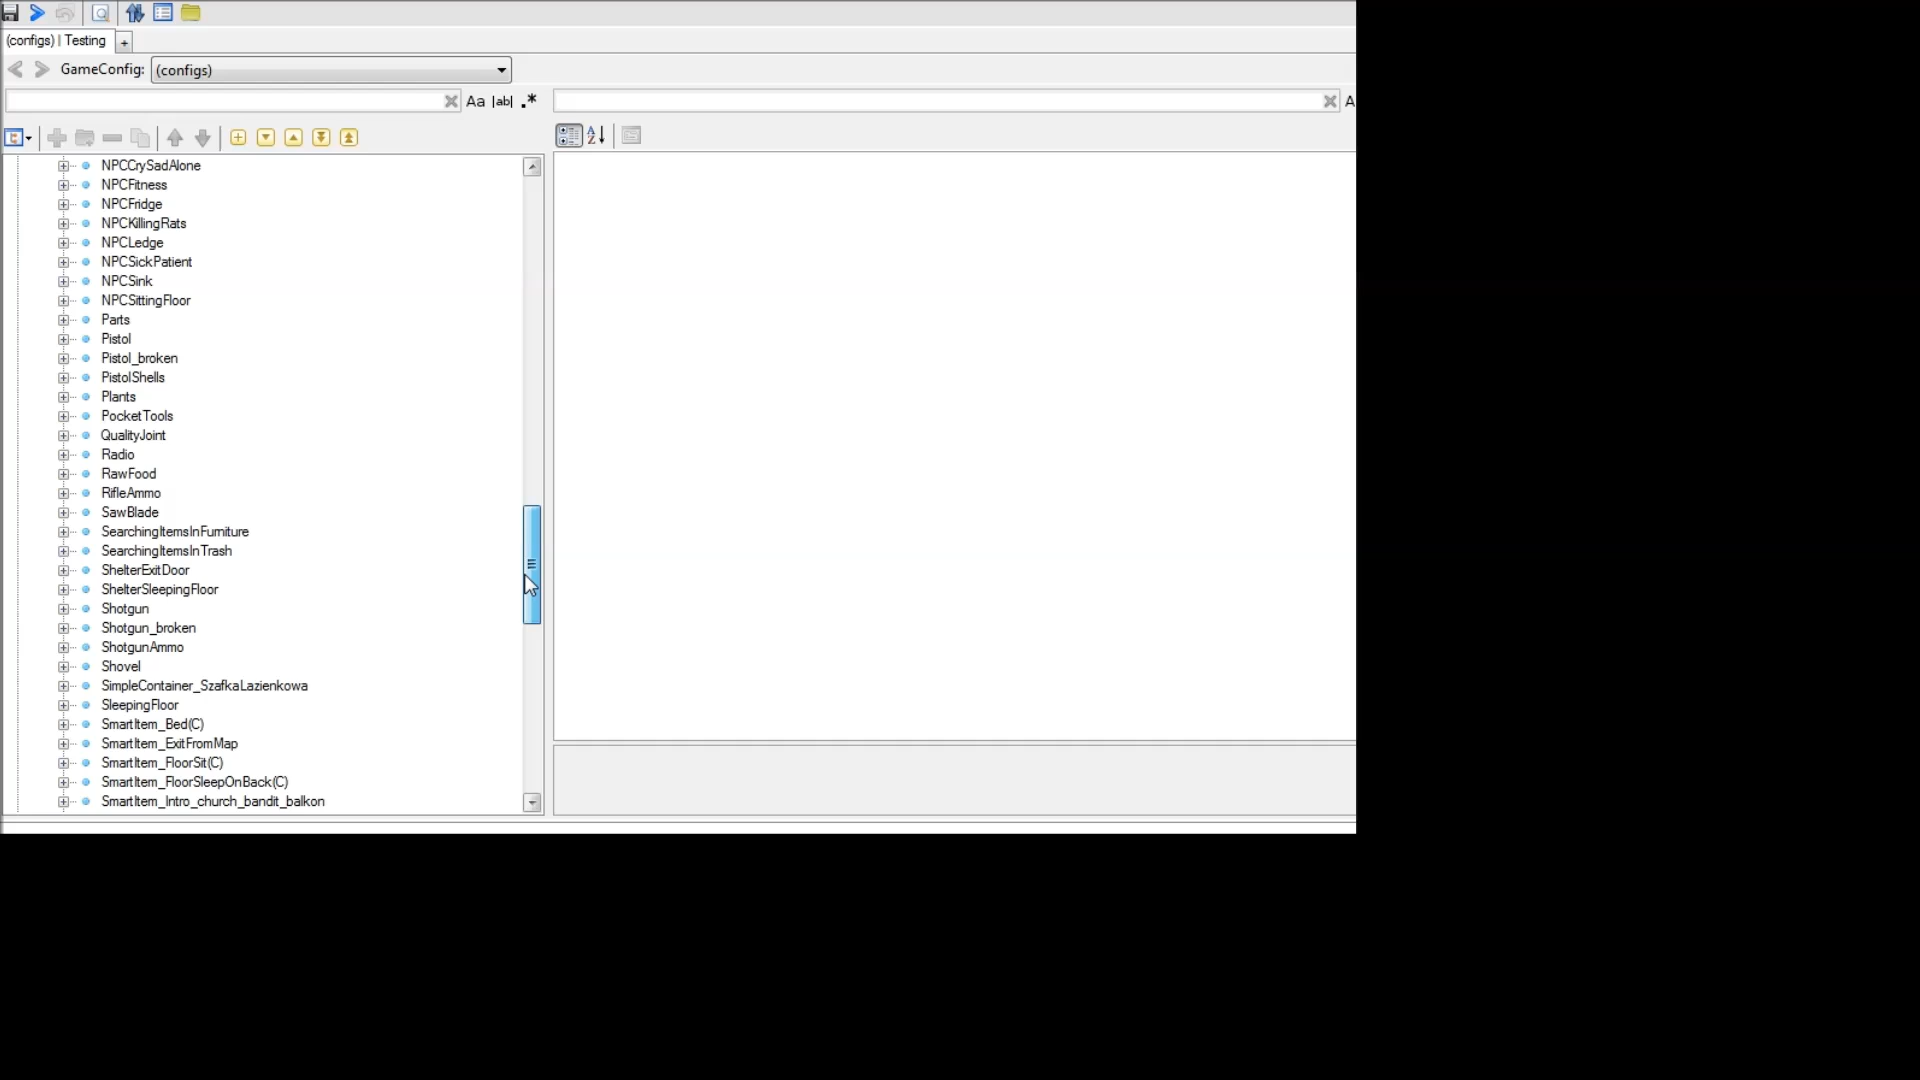 (configs) | Testing
+
GameConfig: (configs)
Aa |ab| .*
A
A
Z
NPCCrySadAlone
NPCFitness
NPCFridge
NPCKillingRats
NPCLedge
NPCSickPatient
NPCSink
NPCSittingFloor
Parts
Pistol
Pistol_broken
PistolShells
Plants
PocketTools
QualityJoint
Radio
RawFood
RifleAmmo
SawBlade
SearchingItemsInFurniture
SearchingItemsInTrash
ShelterExitDoor
ShelterSleepingFloor
Shotgun
Shotgun_broken
ShotgunAmmo
Shovel
SimpleContainer_SzafkaLazienkowa
SleepingFloor
SmartItem_Bed(C)
SmartItem_ExitFromMap
SmartItem_FloorSit(C)
SmartItem_FloorSleepOnBack(C)
SmartItem_Intro_church_bandit_balkon